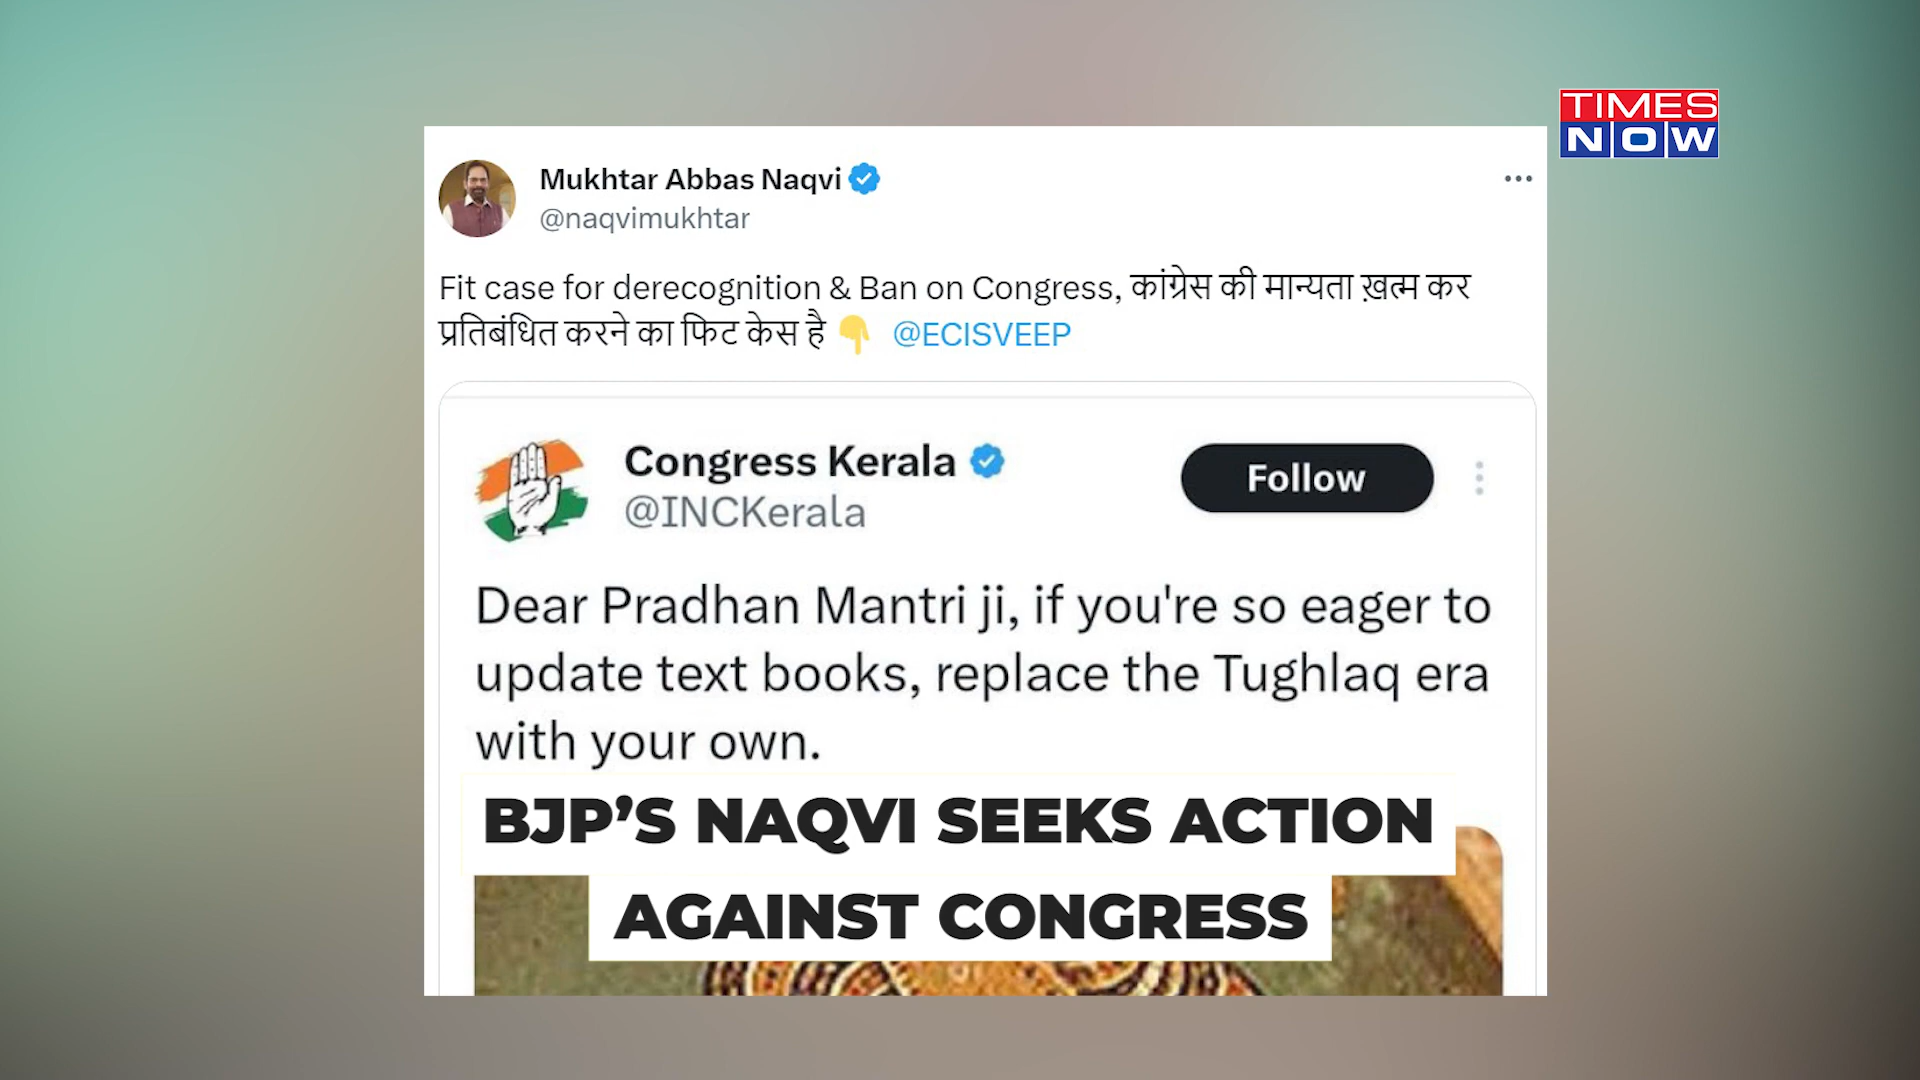 TIMES
NOW
Mukhtar Abbas Naqvi
@naqvimukhtar
Fit case for derecognition & Ban on Congress, कांग्रेस की मान्यता ख़त्म कर
प्रतिबंधित करने का फिट केस है 👇 @ECISVEEP
Congress Kerala
@INCKerala
Follow
Dear Pradhan Mantri ji, if you're so eager to
update text books, replace the Tughlaq era
with your own.
BJP’S NAQVI SEEKS ACTION
AGAINST CONGRESS